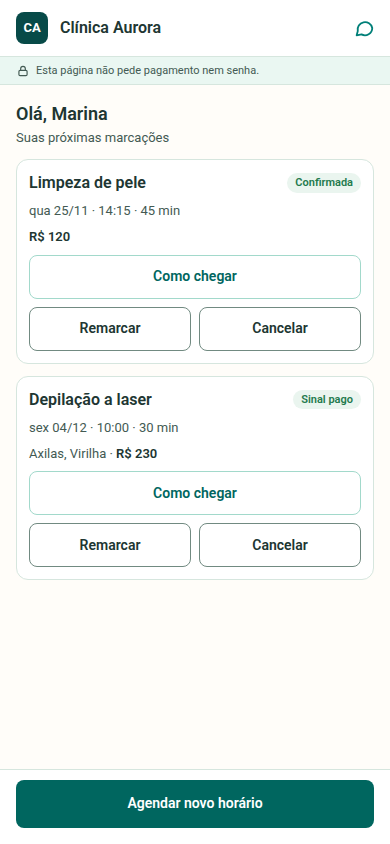 CA
Clínica Aurora
Esta página não pede pagamento nem senha.
Olá, Marina
Suas próximas marcações
Limpeza de pele
Confirmada
qua 25/11 · 14:15 · 45 min
R$ 120
Como chegar
Remarcar
Cancelar
Depilação a laser
Sinal pago
sex 04/12 · 10:00 · 30 min
Axilas, Virilha · R$ 230
Como chegar
Remarcar
Cancelar
Agendar novo horário